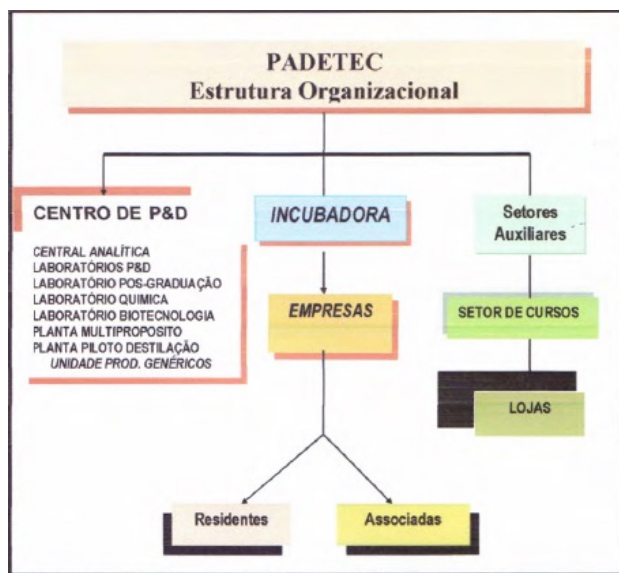 PADETEC
Estrutura Organizacional
CENTRO DE P&D
CENTRAL ANALÍTICA
LABORATÓRIOS P&D
LABORATÓRIO POS-GRADUAÇÃO
LABORATÓRIO QUIMICA
LABORATÓRIO BIOTECNOLOGIA
PLANTA MULTIPROPOSITO
PLANTA PILOTO DESTILAÇÃO
UNIDADE PROD. GENÉRICOS
INCUBADORA
EMPRESAS
Residentes
Associadas
Setores
Auxiliares
SETOR DE CURSOS
LOJAS